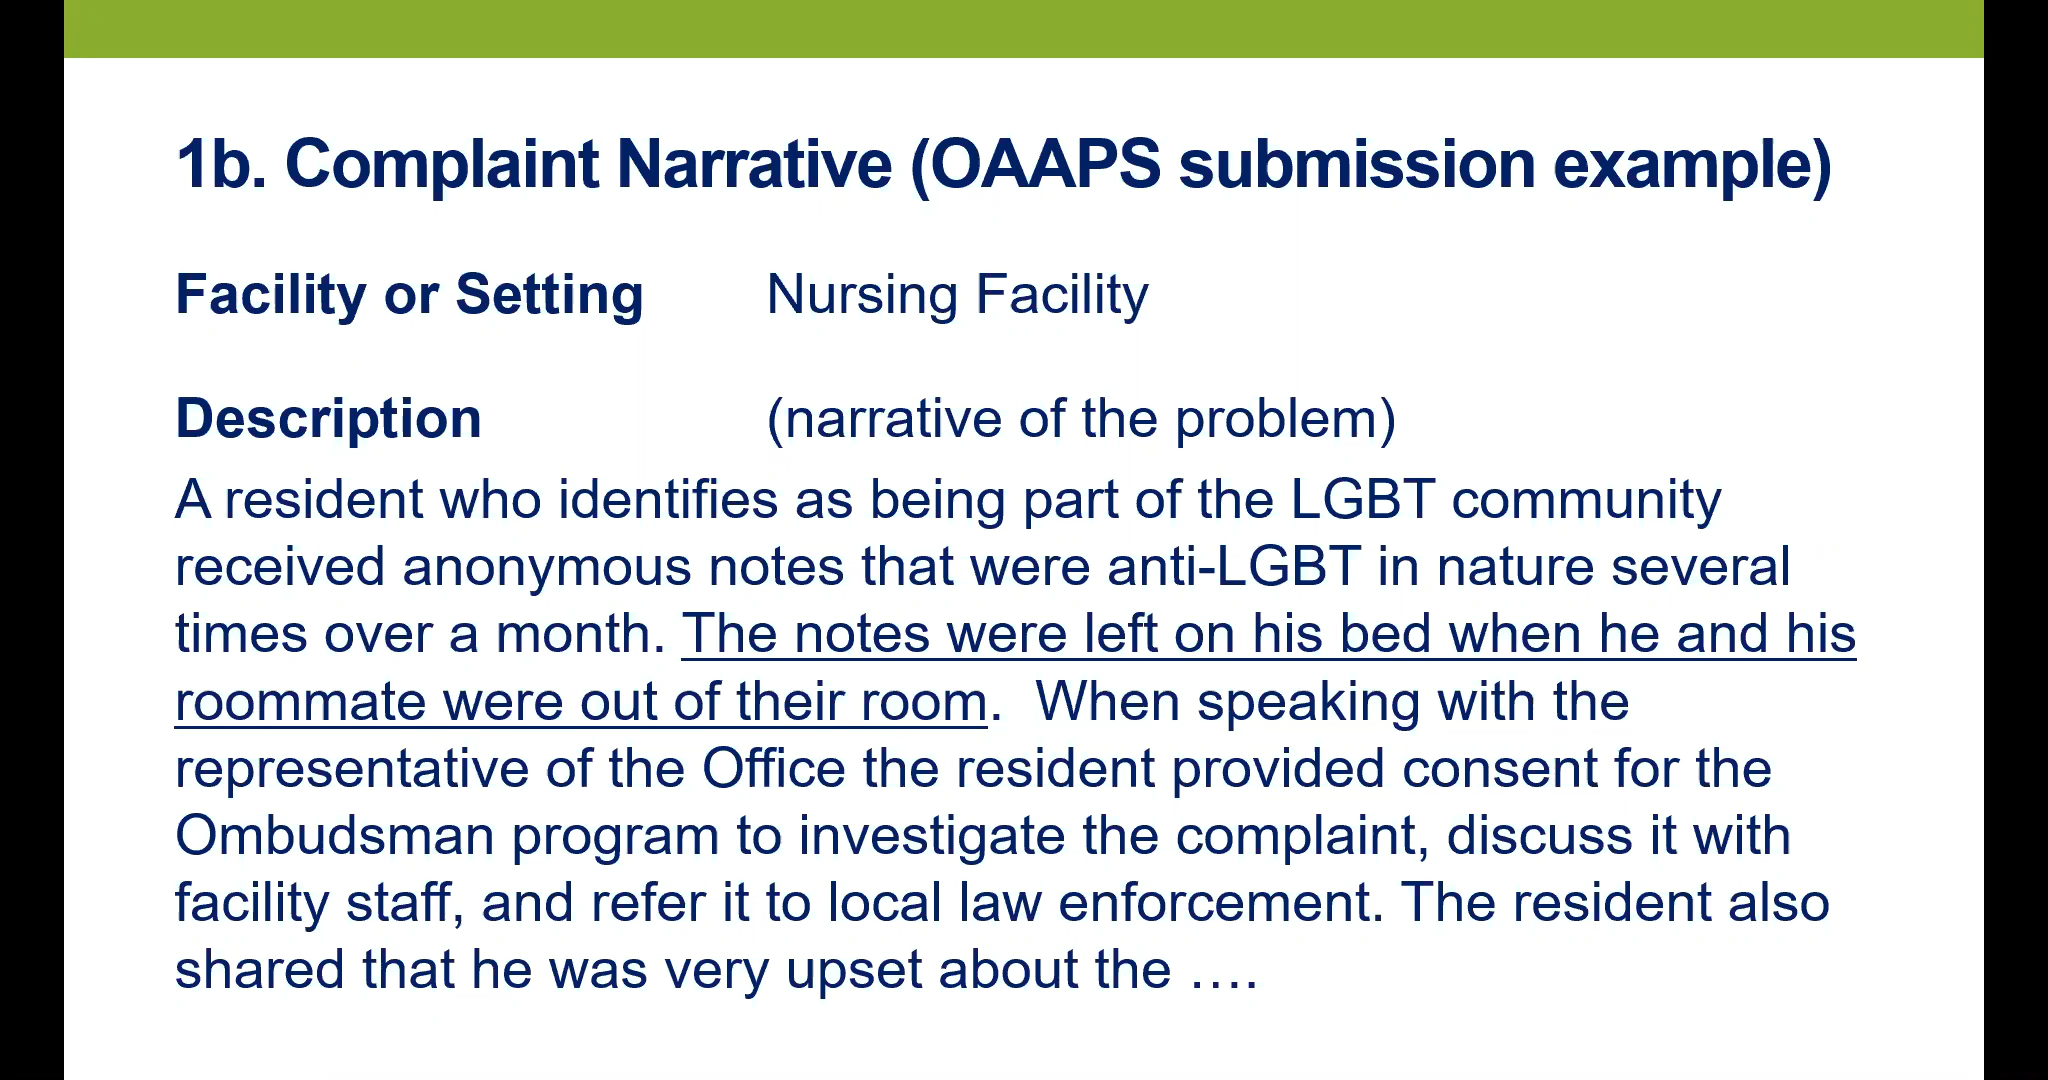 1b. Complaint Narrative (OAAPS submission example)
Facility or Setting Nursing Facility
Description (narrative of the problem)
A resident who identifies as being part of the LGBT community
received anonymous notes that were anti-LGBT in nature several
times over a month. The notes were left on his bed when he and his
roommate were out of their room.  When speaking with the
representative of the Office the resident provided consent for the
Ombudsman program to investigate the complaint, discuss it with
facility staff, and refer it to local law enforcement. The resident also
shared that he was very upset about the ….